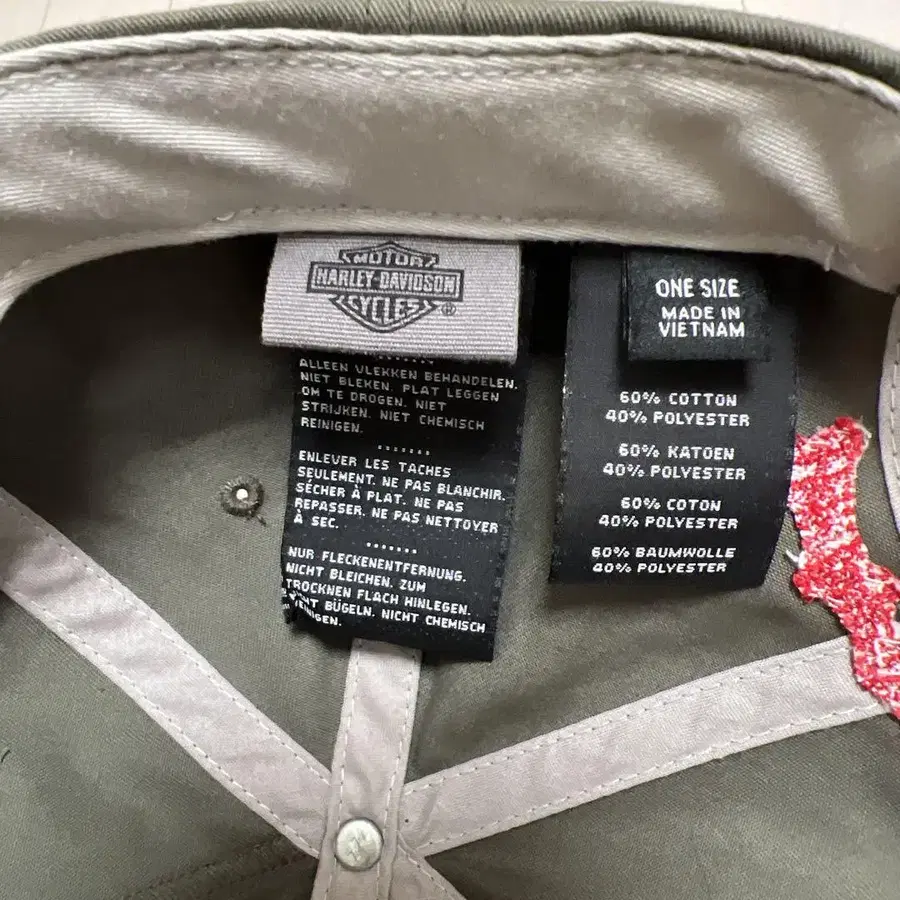 MOTOR
HARLEY-DAVIDSON
CYCLES®
ALLEEN VLEKKEN BEHANDELEN.
NIET BLEKEN. PLAT LEGGEN
OM TE DROGEN. NIET
STRIJKEN. NIET CHEMISCH
REINIGEN.
.......
ENLEVER LES TACHES
SEULEMENT. NE PAS BLANCHIR.
SÉCHER À PLAT. NE PAS
REPASSER. NE PAS NETTOYER
À SEC.
.......
NUR FLECKENENTFERNUNG.
NICHT BLEICHEN. ZUM
TROCKNEN FLACH HINLEGEN.
BÜGELN. NICHT CHEMISCH
ONE SIZE
MADE IN
VIETNAM
60% COTTON
40% POLYESTER
60% KATOEN
40% POLYESTER
60% COTON
40% POLYESTER
60% BAUMWOLLE
40% POLYESTER